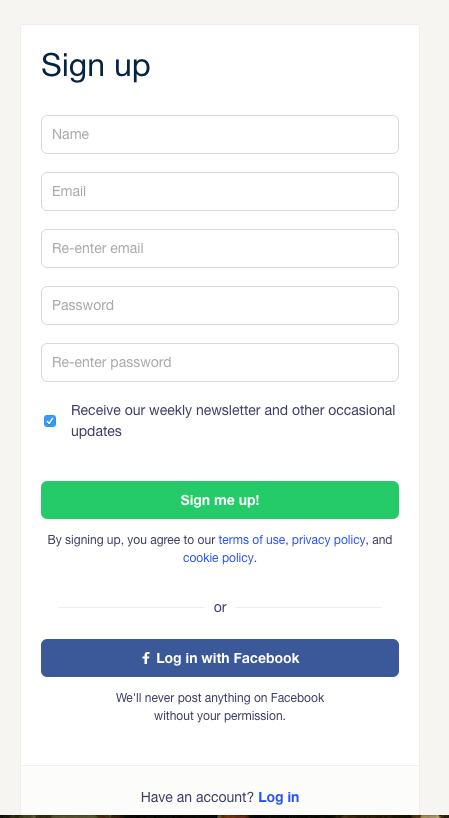 Sign up
Name
Email
Re-enter email
Password
Re-enter password
Receive our weekly newsletter and other occasional
updates
Sign me up!
By signing up, you agree to our terms of use, privacy policy, and
cookie policy.
or
Log in with Facebook
We'll never post anything on Facebook
without your permission.
Have an account? Log in